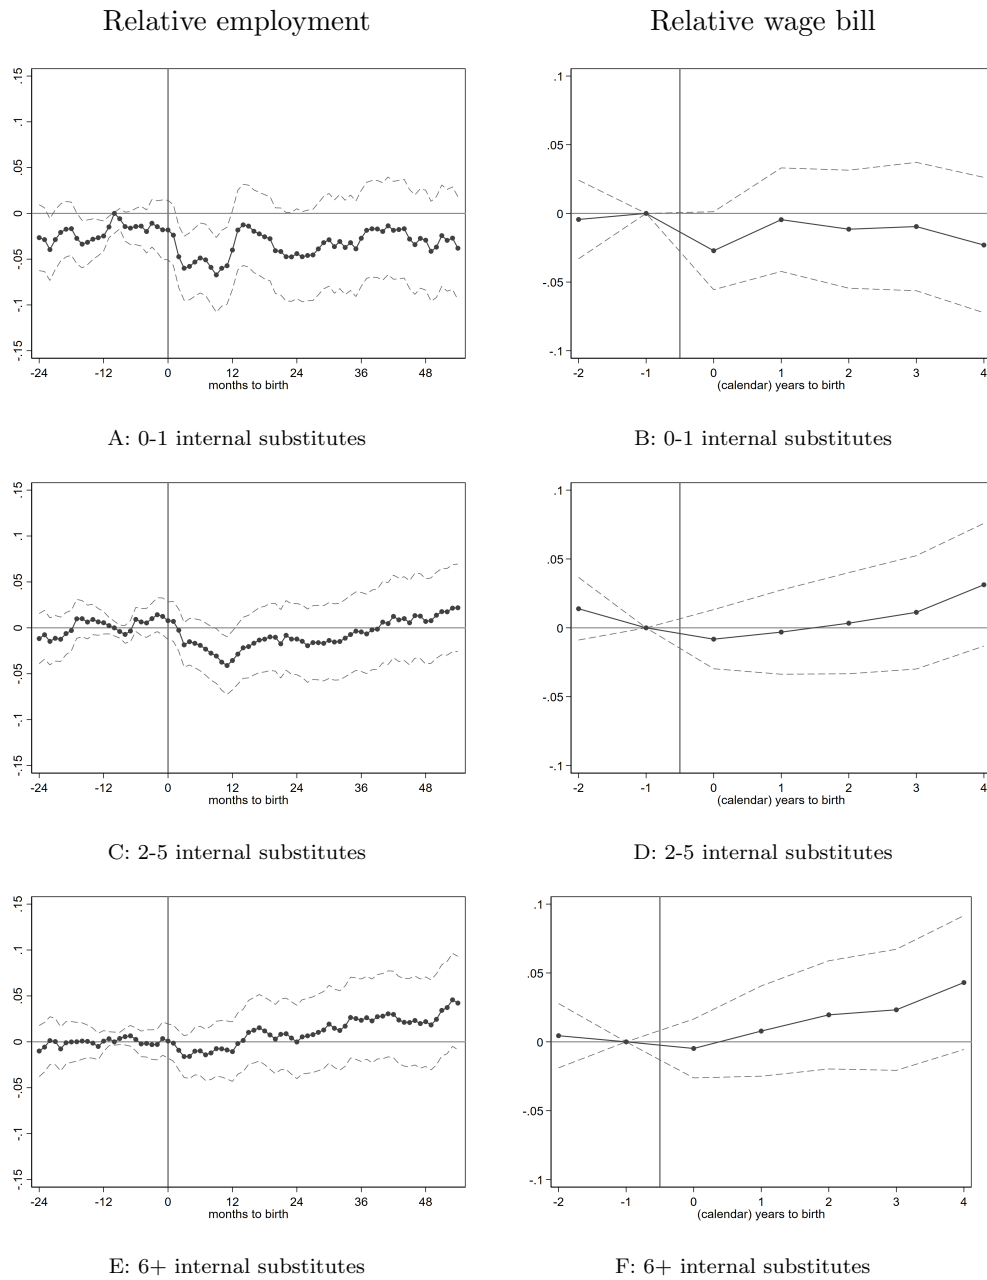 Relative employment
Relative wage bill
.15
.1
.05
0
-.05
-.1
-.15
-24 -12 0 12 24 36 48
months to birth
.1
.05
0
-.05
-.1
-2 -1 0 1 2 3 4
(calendar) years to birth
A: 0-1 internal substitutes
B: 0-1 internal substitutes
.15
.1
.05
0
-.05
-.1
-.15
-24 -12 0 12 24 36 48
months to birth
.1
.05
0
-.05
-.1
-2 -1 0 1 2 3 4
(calendar) years to birth
C: 2-5 internal substitutes
D: 2-5 internal substitutes
.15
.1
.05
0
-.05
-.1
-.15
-24 -12 0 12 24 36 48
months to birth
.1
.05
0
-.05
-.1
-2 -1 0 1 2 3 4
(calendar) years to birth
E: 6+ internal substitutes
F: 6+ internal substitutes